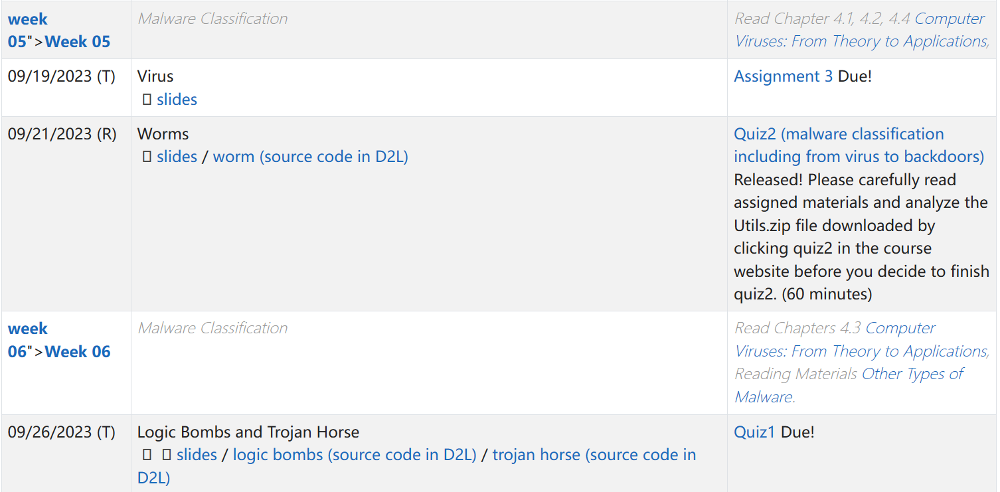 week
05">Week 05
Malware Classification
Read Chapter 4.1, 4.2, 4.4 Computer
Viruses: From Theory to Applications,
09/19/2023 (T)
Virus
slides
Assignment 3 Due!
09/21/2023 (R)
Worms
slides / worm (source code in D2L)
Quiz2 (malware classification
including from virus to backdoors)
Released! Please carefully read
assigned materials and analyze the
Utils.zip file downloaded by
clicking quiz2 in the course
website before you decide to finish
quiz2. (60 minutes)
week
06">Week 06
Malware Classification
Read Chapters 4.3 Computer
Viruses: From Theory to Applications,
Reading Materials Other Types of
Malware.
09/26/2023 (T)
Logic Bombs and Trojan Horse
slides / logic bombs (source code in D2L) / trojan horse (source code in
D2L)
Quiz1 Due!